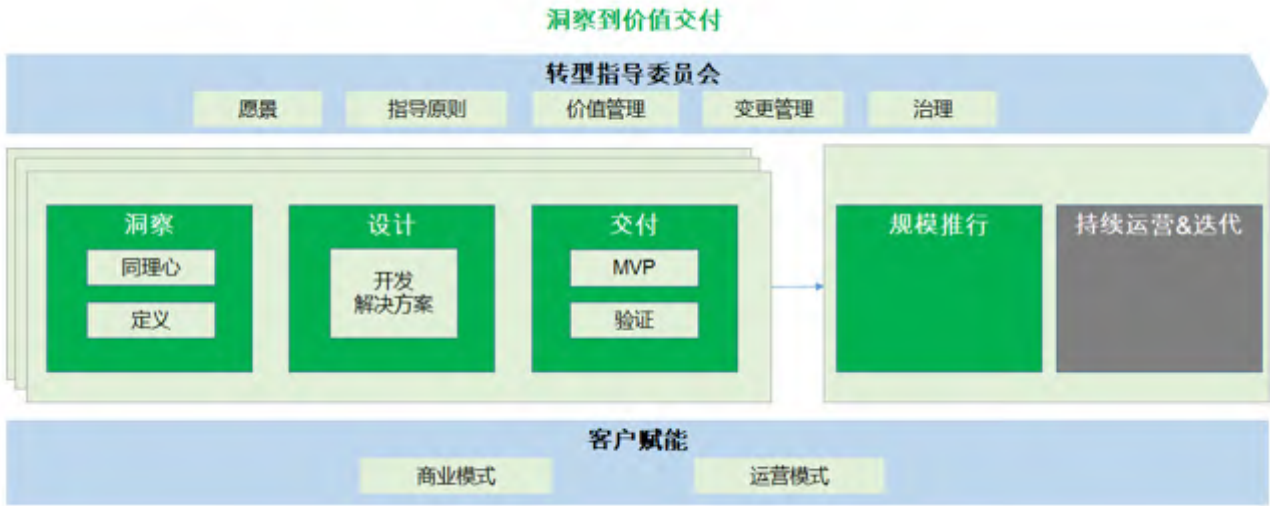 洞察到价值交付
转型指导委员会
愿景 指导原则 价值管理 变更管理 治理
洞察 设计 交付 规模推行 持续运营&迭代
同理心 开发 MVP
解决方案
定义 验证
客户赋能
商业模式 运营模式